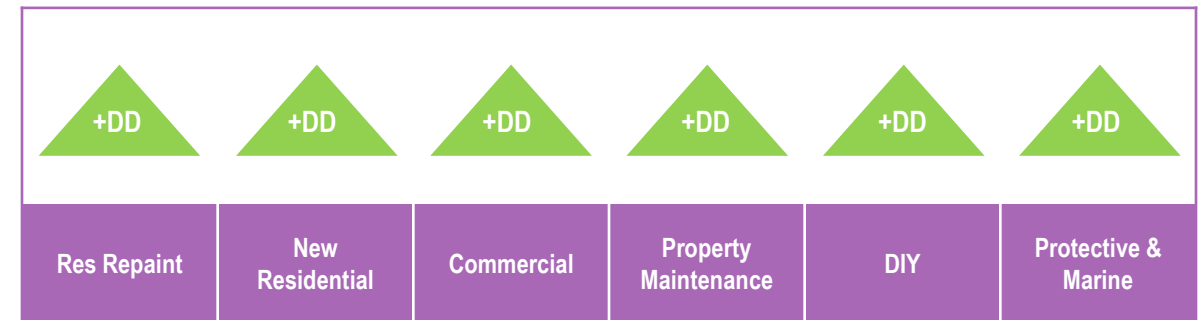 +DD
+DD
+DD
+DD
+DD
+DD
Res Repaint
New
Residential
Commercial
Property
Maintenance
DIY
Protective &
Marine